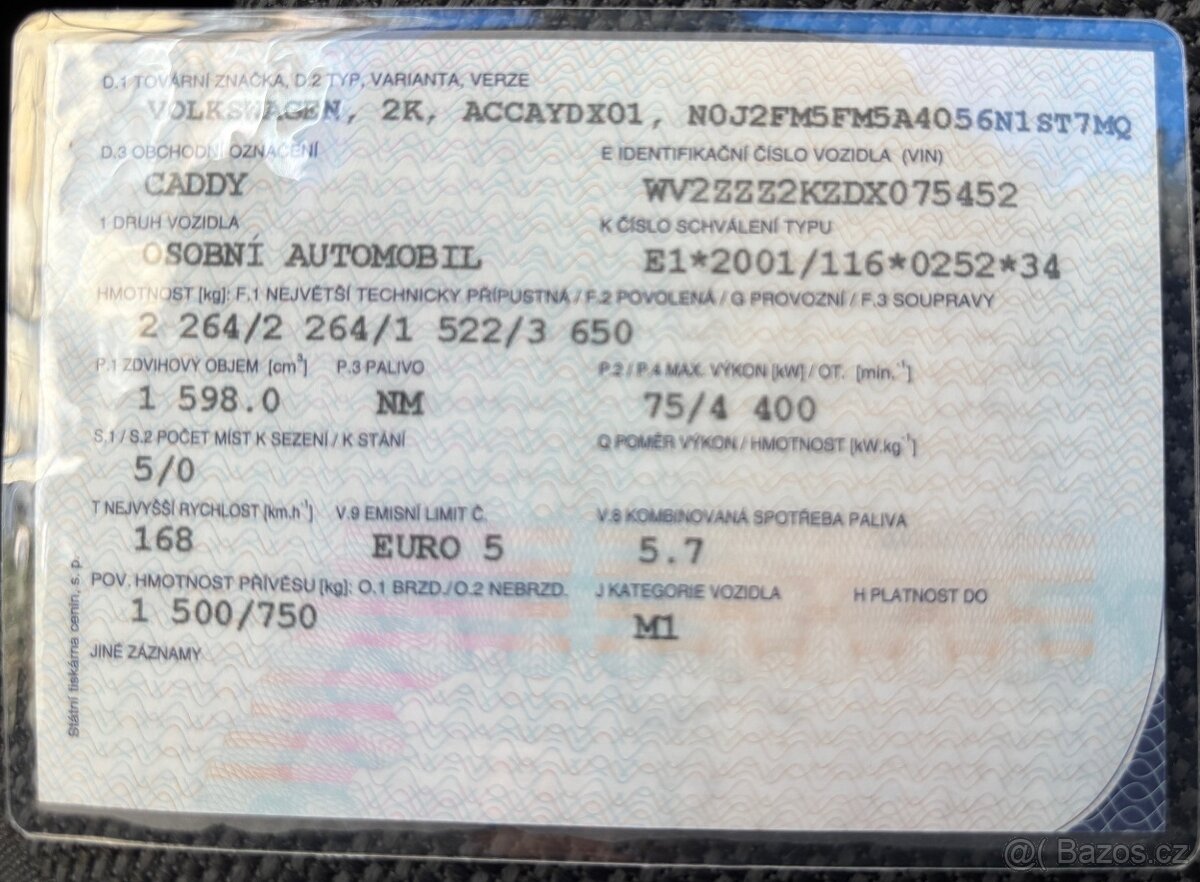 D.1 TOVÁRNÍ ZNAČKA, D.2 TYP, VARIANTA, VERZE
VOLKSWAGEN, 2K, ACCAYDX01, N0J2FM5FM5A4056N1ST7MQ
D.3 OBCHODNÍ OZNAČENÍ E IDENTIFIKAČNÍ ČÍSLO VOZIDLA (VIN)
CADDY WV2ZZZ2KZDX075452
1 DRUH VOZIDLA K ČÍSLO SCHVÁLENÍ TYPU
OSOBNÍ AUTOMOBIL E1*2001/116*0252*34
HMOTNOST [kg]: F.1 NEJVĚTŠÍ TECHNICKY PŘÍPUSTNÁ / F.2 POVOLENÁ / G PROVOZNÍ / F.3 SOUPRAVY
2 264/2 264/1 522/3 650
P.1 ZDVIHOVÝ OBJEM [cm³] P.3 PALIVO P.2 / P.4 MAX. VÝKON [kW] / OT. [min.⁻¹]
1 598.0 NM 75/4 400
S.1 / S.2 POČET MÍST K SEZENÍ / K STÁNÍ Q POMĚR VÝKON / HMOTNOST [kW.kg⁻¹]
5/0
T NEJVYŠŠÍ RYCHLOST [km.h⁻¹] V.9 EMISNÍ LIMIT Č. V.8 KOMBINOVANÁ SPOTŘEBA PALIVA
168 EURO 5 5.7
POV. HMOTNOST PŘÍVĚSU [kg]: O.1 BRZD./O.2 NEBRZD. J KATEGORIE VOZIDLA H PLATNOST DO
1 500/750 M1
JINÉ ZÁZNAMY
Státní tiskárna cenin, s. p.
@( Bazos.cz